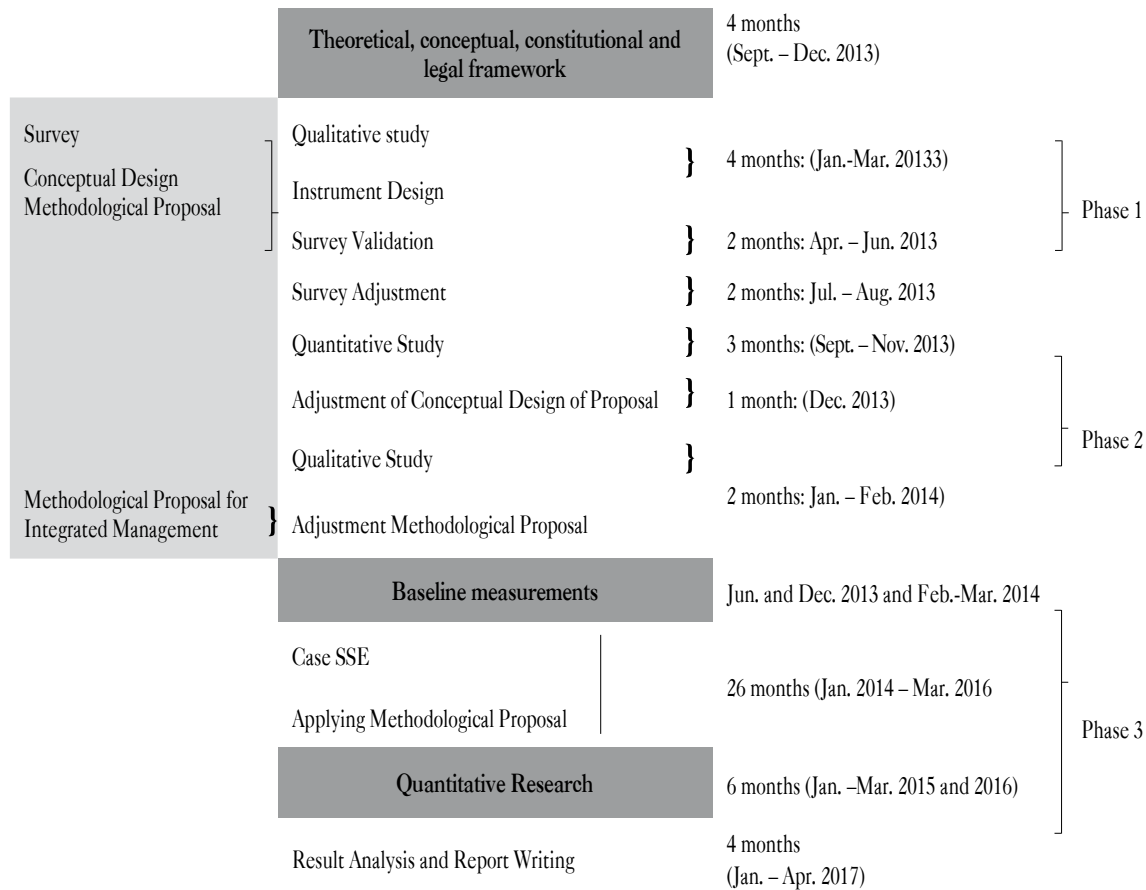 Theoretical, conceptual, constitutional and
legal framework
4 months
(Sept. – Dec. 2013)
Survey
Conceptual Design
Methodological Proposal
Qualitative study
}
4 months: (Jan.-Mar. 20133)
Instrument Design
Phase 1
Survey Validation
}
2 months: Apr. – Jun. 2013
Survey Adjustment
}
2 months: Jul. – Aug. 2013
Quantitative Study
}
3 months: (Sept. – Nov. 2013)
Adjustment of Conceptual Design of Proposal
}
1 month: (Dec. 2013)
Phase 2
Qualitative Study
}
2 months: Jan. – Feb. 2014)
Methodological Proposal for
Integrated Management
}
Adjustment Methodological Proposal
Baseline measurements
Jun. and Dec. 2013 and Feb.-Mar. 2014
Case SSE
26 months (Jan. 2014 – Mar. 2016
Applying Methodological Proposal
Phase 3
Quantitative Research
6 months (Jan. –Mar. 2015 and 2016)
Result Analysis and Report Writing
4 months
(Jan. – Apr. 2017)